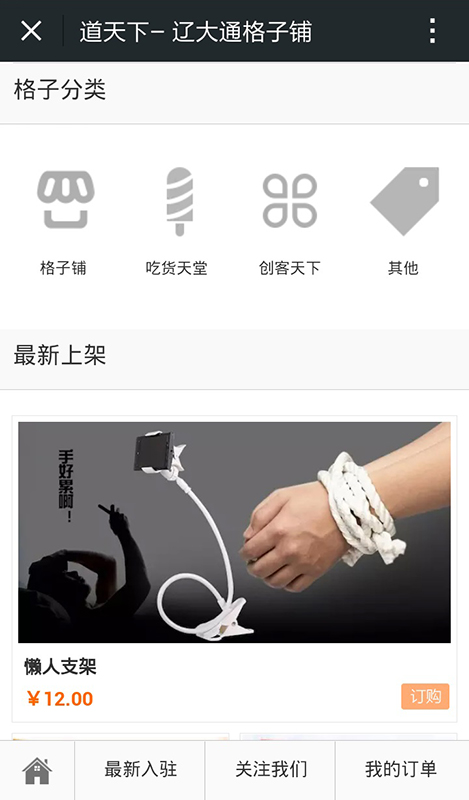 道天下- 辽大通格子铺
格子分类
格子铺 吃货天堂 创客天下 其他
最新上架
手好累啊！
懒人支架
￥12.00 订购
最新入驻 关注我们 我的订单